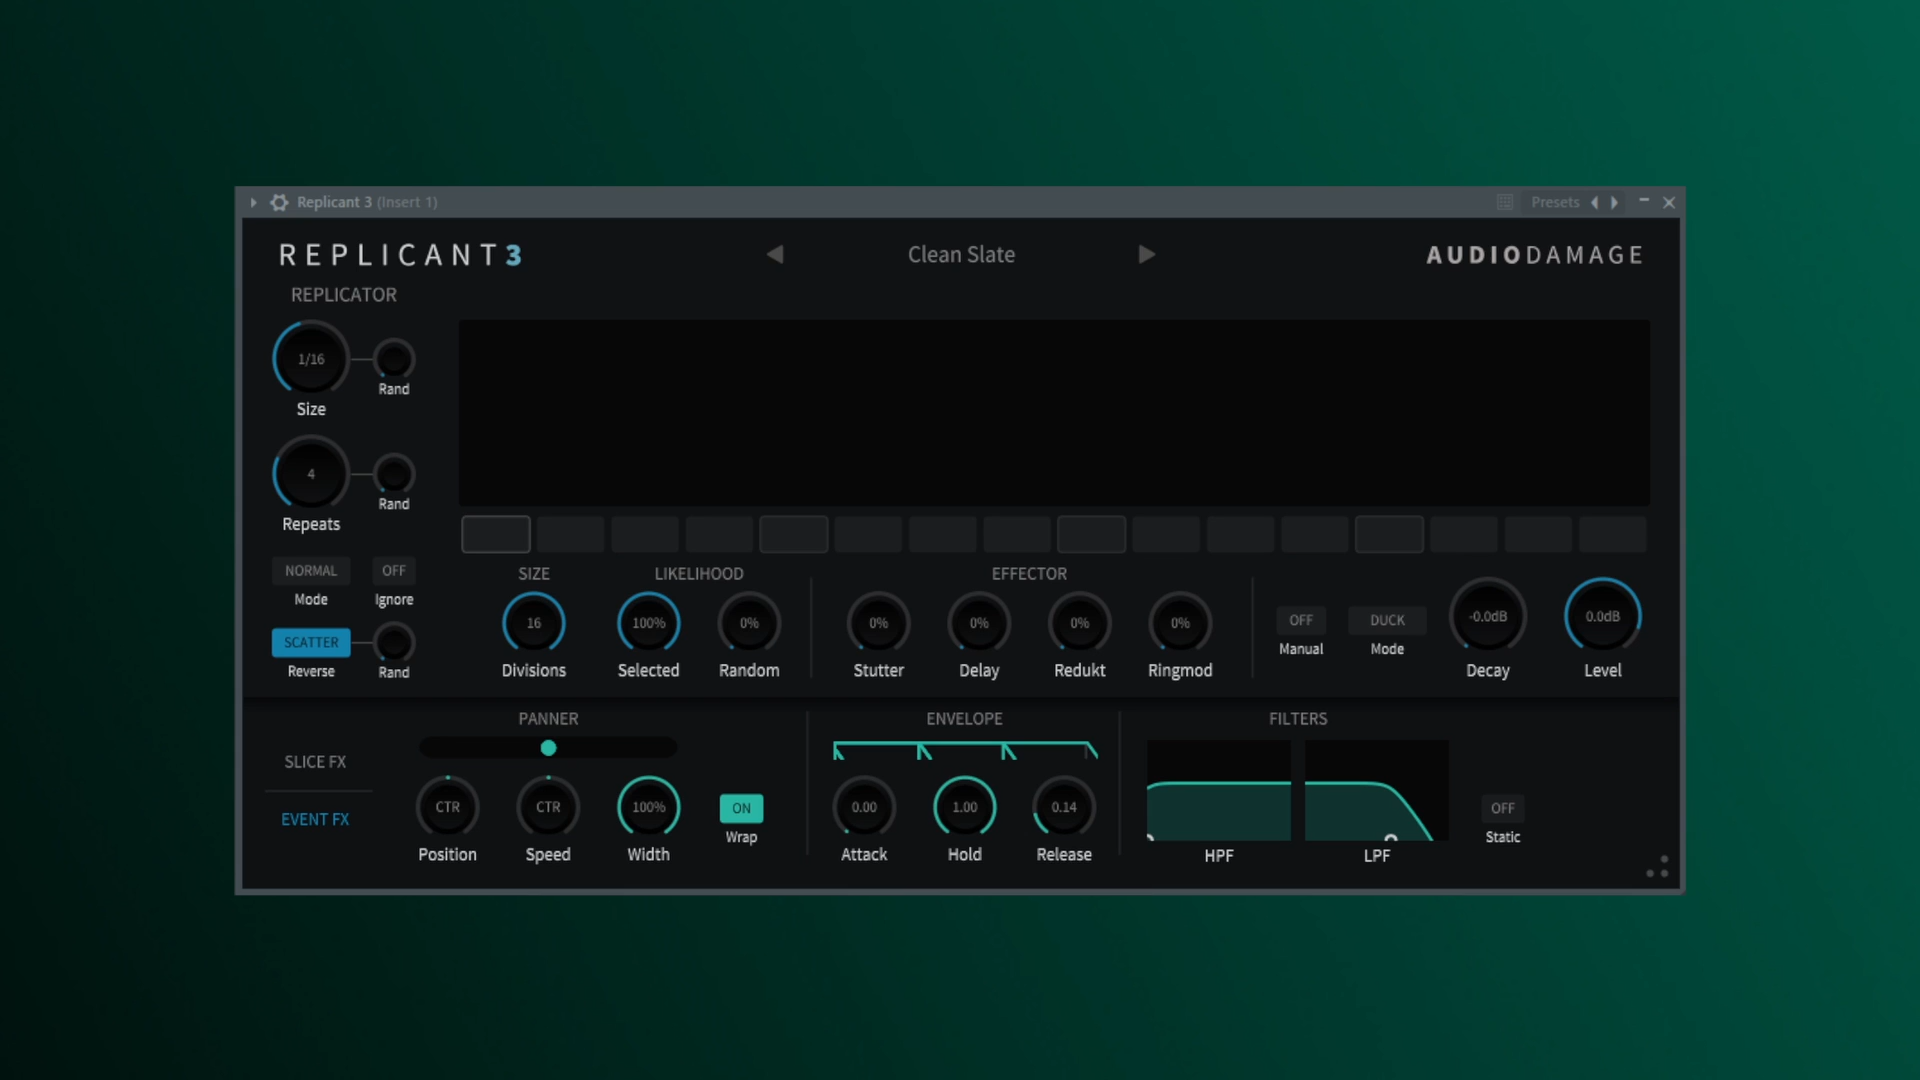 Replicant 3 (Insert 1)
Presets
REPLICANT3
Clean Slate
AUDIODAMAGE
REPLICATOR
1/16
Rand
Size
4
Rand
Repeats
NORMAL
OFF
Mode
Ignore
SCATTER
Reverse
Rand
SIZE
LIKELIHOOD
EFFECTOR
16
100%
0%
0%
0%
0%
0%
OFF
DUCK
-0.0dB
0.0dB
Manual
Mode
Divisions
Selected
Random
Stutter
Delay
Redukt
Ringmod
Decay
Level
SLICE FX
EVENT FX
PANNER
CTR
CTR
100%
ON
Wrap
Position
Speed
Width
ENVELOPE
0.00
1.00
0.14
Attack
Hold
Release
FILTERS
HPF
LPF
OFF
Static